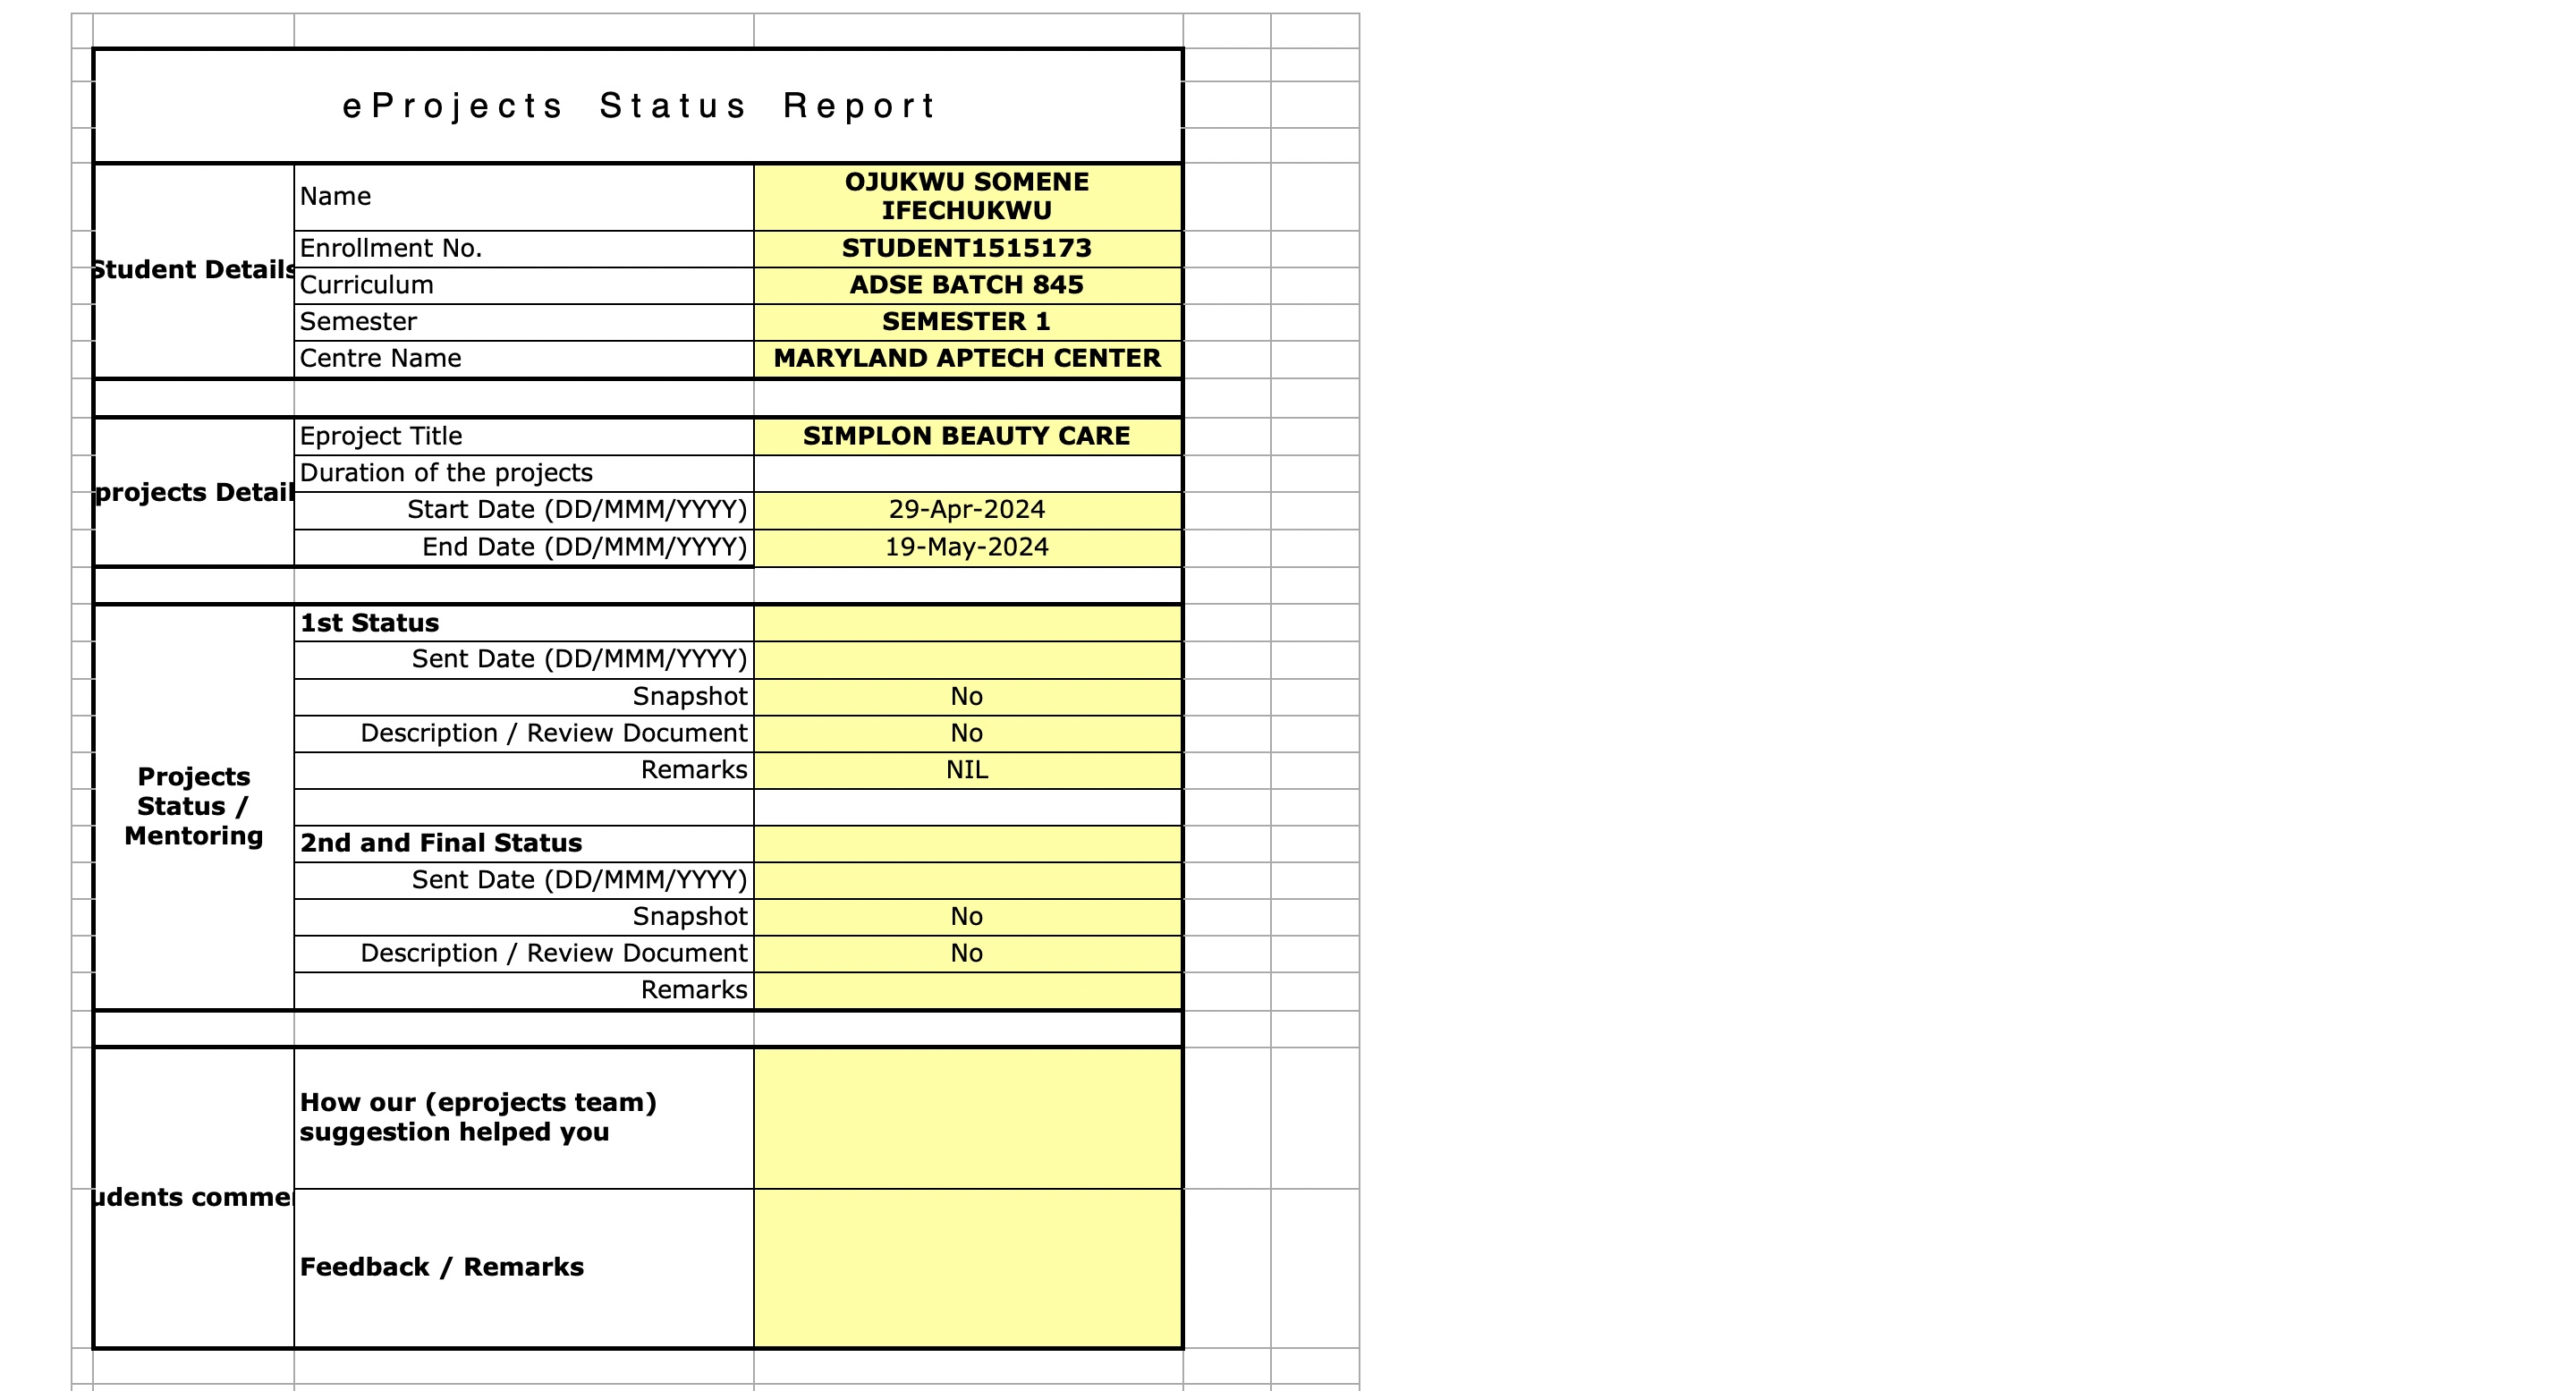 eProjects Status Report
Student Details
Name
OJUKWU SOMENE
IFECHUKWU
Enrollment No.
STUDENT1515173
Curriculum
ADSE BATCH 845
Semester
SEMESTER 1
Centre Name
MARYLAND APTECH CENTER
projects Detail
Eproject Title
SIMPLON BEAUTY CARE
Duration of the projects
Start Date (DD/MMM/YYYY)
29-Apr-2024
End Date (DD/MMM/YYYY)
19-May-2024
Projects
Status /
Mentoring
1st Status
Sent Date (DD/MMM/YYYY)
Snapshot
No
Description / Review Document
No
Remarks
NIL
2nd and Final Status
Sent Date (DD/MMM/YYYY)
Snapshot
No
Description / Review Document
No
Remarks
udents comme
How our (eprojects team)
suggestion helped you
Feedback / Remarks